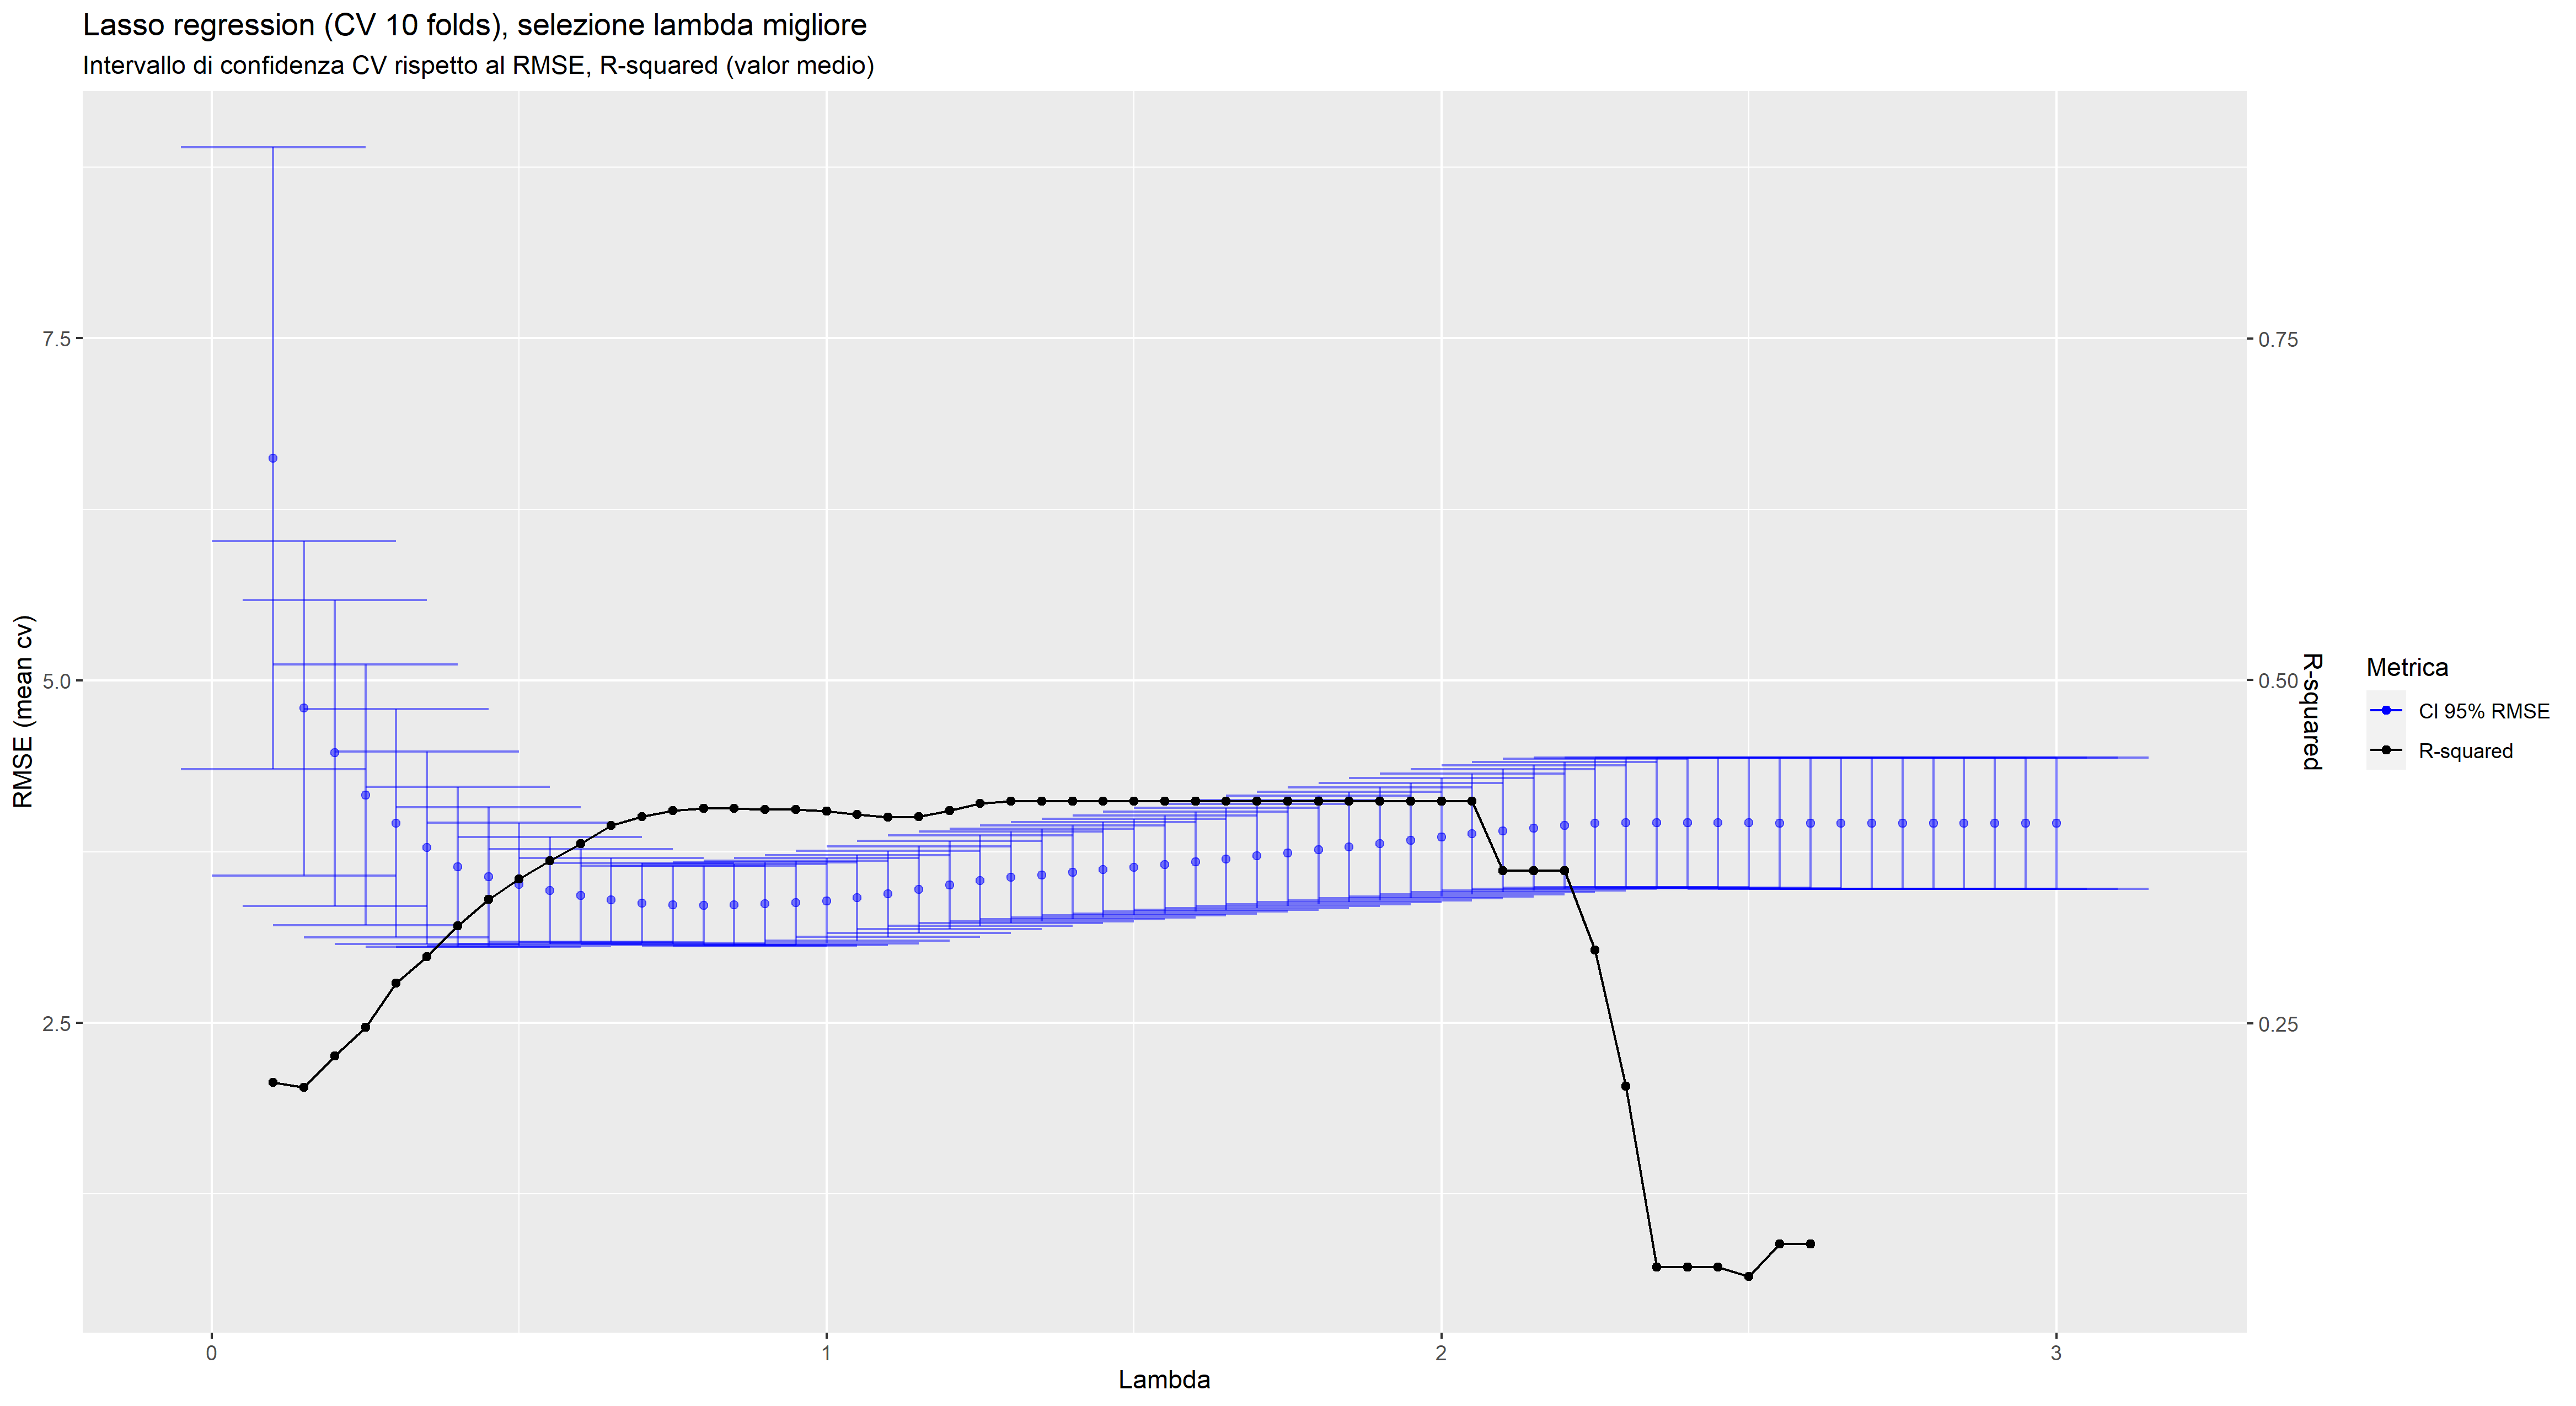 Lasso regression (CV 10 folds), selezione lambda migliore
Intervallo di confidenza CV rispetto al RMSE, R-squared (valor medio)
RMSE (mean cv)
7.5
5.0
2.5
0.75
0.50
0.25
R-squared
0
1
2
3
Lambda
Metrica
CI 95% RMSE
R-squared